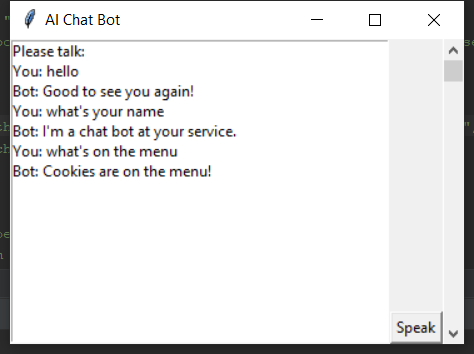 AI Chat Bot
Please talk:
You: hello
Bot: Good to see you again!
You: what's your name
Bot: I'm a chat bot at your service.
You: what's on the menu
Bot: Cookies are on the menu!
Speak